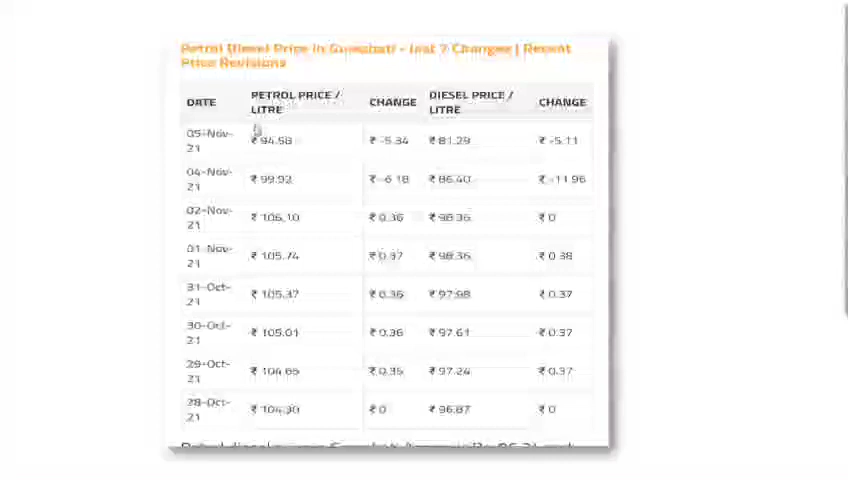 Petrol Diesel Price in Guwahati - last 7 Changes | Recent
Price Revisions
DATE PETROL PRICE / LITRE CHANGE DIESEL PRICE / LITRE CHANGE
05-Nov-21 ₹ 94.58 ₹ -5.34 ₹ 81.29 ₹ -5.11
04-Nov-21 ₹ 99.92 ₹ -6.18 ₹ 86.40 ₹ -11.96
02-Nov-21 ₹ 106.10 ₹ 0.36 ₹ 98.36 ₹ 0
01-Nov-21 ₹ 105.74 ₹ 0.37 ₹ 98.36 ₹ 0.38
31-Oct-21 ₹ 105.37 ₹ 0.36 ₹ 97.98 ₹ 0.37
30-Oct-21 ₹ 105.01 ₹ 0.36 ₹ 97.61 ₹ 0.37
29-Oct-21 ₹ 104.65 ₹ 0.35 ₹ 97.24 ₹ 0.37
28-Oct-21 ₹ 104.30 ₹ 0 ₹ 96.87 ₹ 0